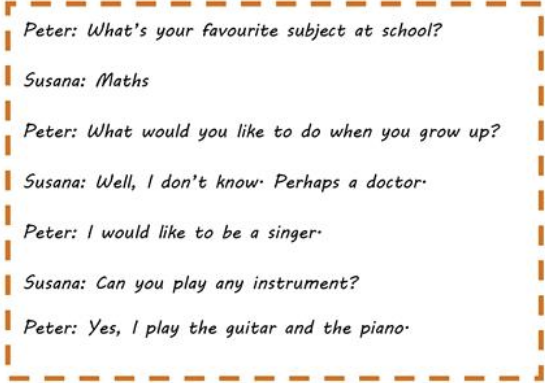 Peter: What's your favourite subject at school?
Susana: Maths
Peter: What would you like to do when you grow up?
Susana: Well, I don't know. Perhaps a doctor.
Peter: I would like to be a singer.
Susana: Can you play any instrument?
Peter: Yes, I play the guitar and the piano.